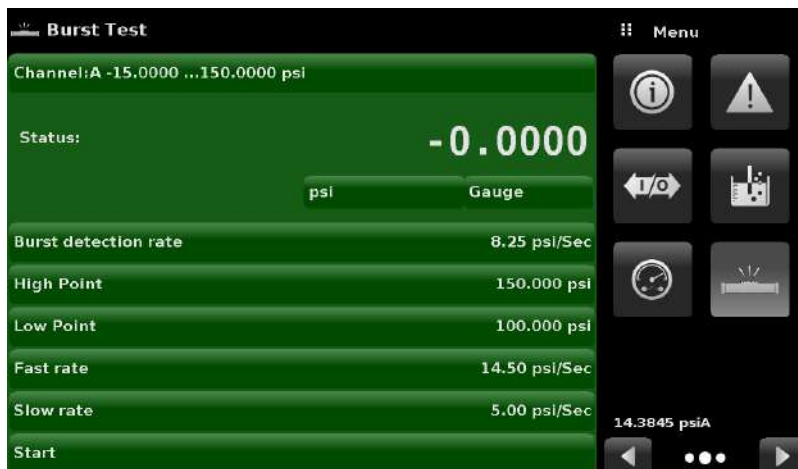 Burst Test
Menu
Channel:A -15.0000 ...150.0000 psi
Status:
-0.0000
psi Gauge
I/O
Burst detection rate 8.25 psi/Sec
High Point 150.000 psi
Low Point 100.000 psi
Fast rate 14.50 psi/Sec
Slow rate 5.00 psi/Sec
Start
14.3845 psiA